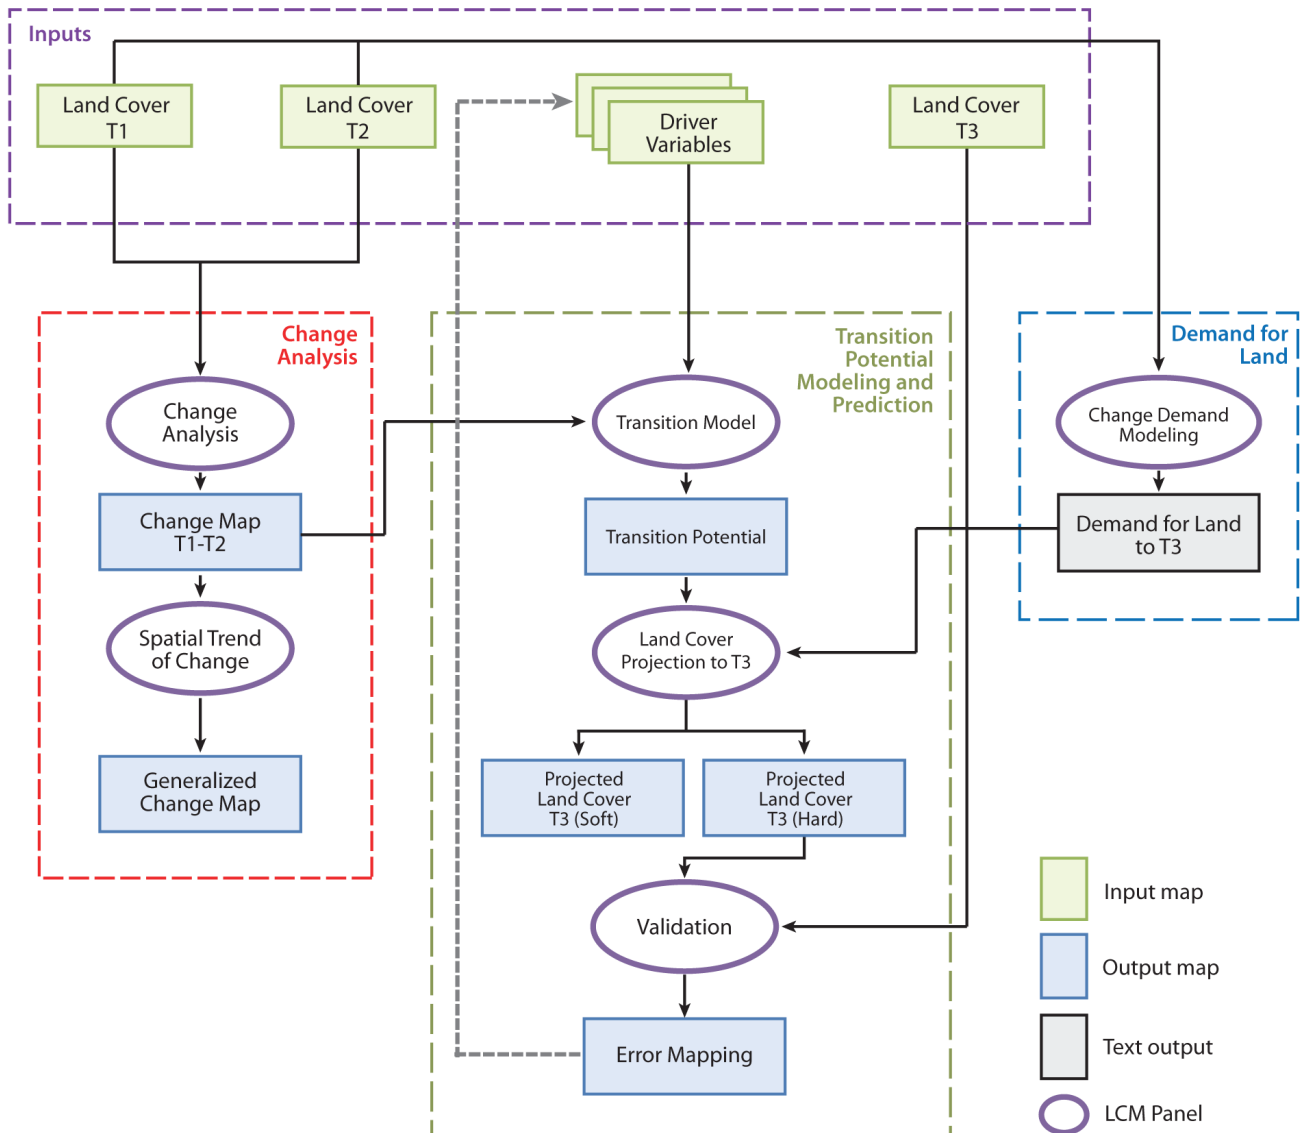 Inputs
Land Cover
T1
Land Cover
T2
Driver
Variables
Land Cover
T3
Change
Analysis
Change
Analysis
Change Map
T1-T2
Spatial Trend
of Change
Generalized
Change Map
Transition
Potential
Modeling and
Prediction
Transition Model
Transition Potential
Land Cover
Projection to T3
Projected
Land Cover
T3 (Soft)
Projected
Land Cover
T3 (Hard)
Validation
Error Mapping
Demand for
Land
Change Demand
Modeling
Demand for Land
to T3
Input map
Output map
Text output
LCM Panel